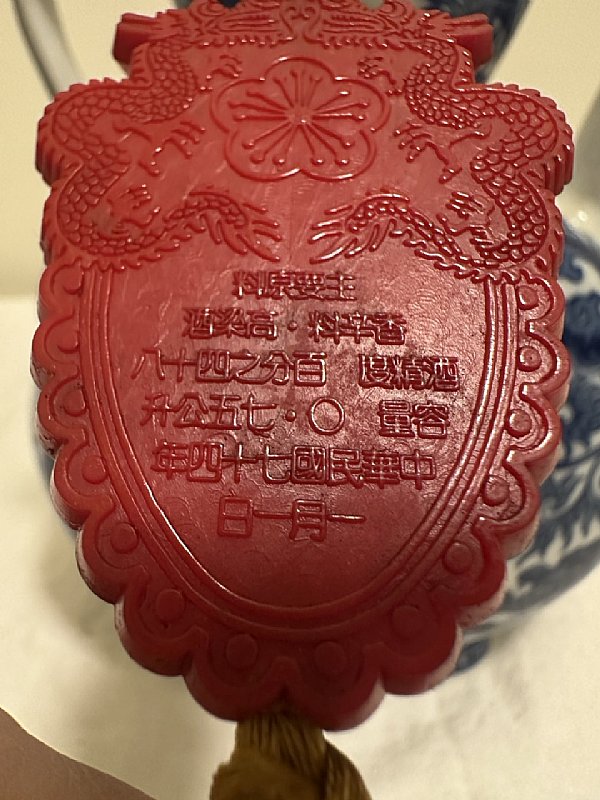 主要原料
香辛料·高粱酒
酒精度 百分之四十八
容量 〇·七五公升
中華民國七十四年
一月一日